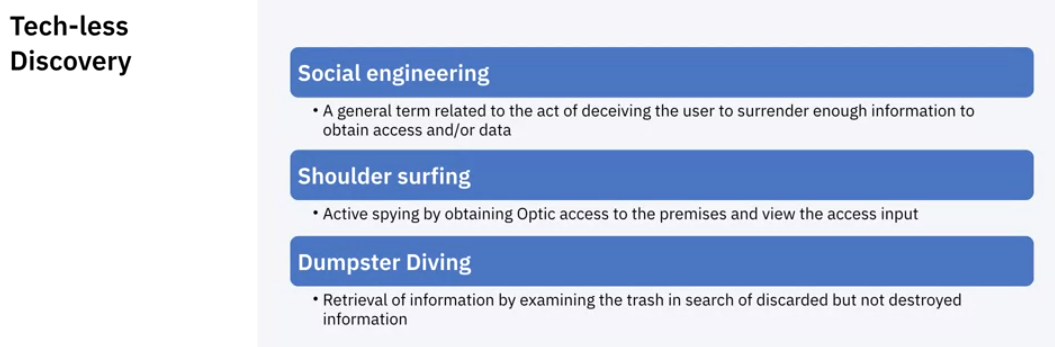 Tech-less
Discovery
Social engineering
• A general term related to the act of deceiving the user to surrender enough information to
obtain access and/or data
Shoulder surfing
• Active spying by obtaining Optic access to the premises and view the access input
Dumpster Diving
• Retrieval of information by examining the trash in search of discarded but not destroyed
information